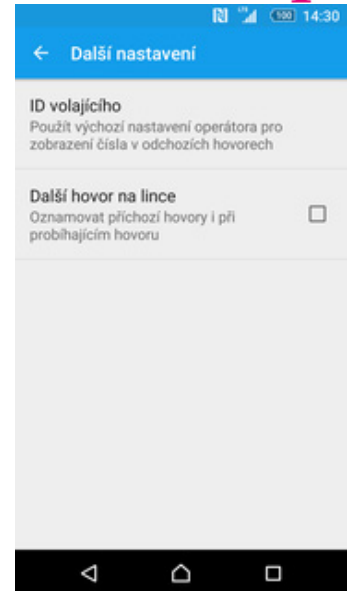 100 14:30
Další nastavení
ID volajícího
Použít výchozí nastavení operátora pro
zobrazení čísla v odchozích hovorech
Další hovor na lince
Oznamovat příchozí hovory i při
probíhajícím hovoru